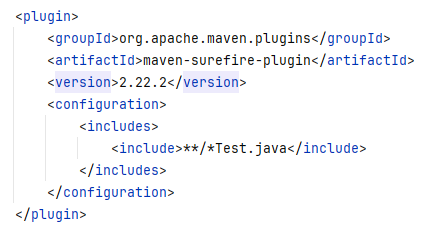 <plugin>
    <groupId>org.apache.maven.plugins</groupId>
    <artifactId>maven-surefire-plugin</artifactId>
    <version>2.22.2</version>
    <configuration>
        <includes>
            <include>**/*Test.java</include>
        </includes>
    </configuration>
</plugin>